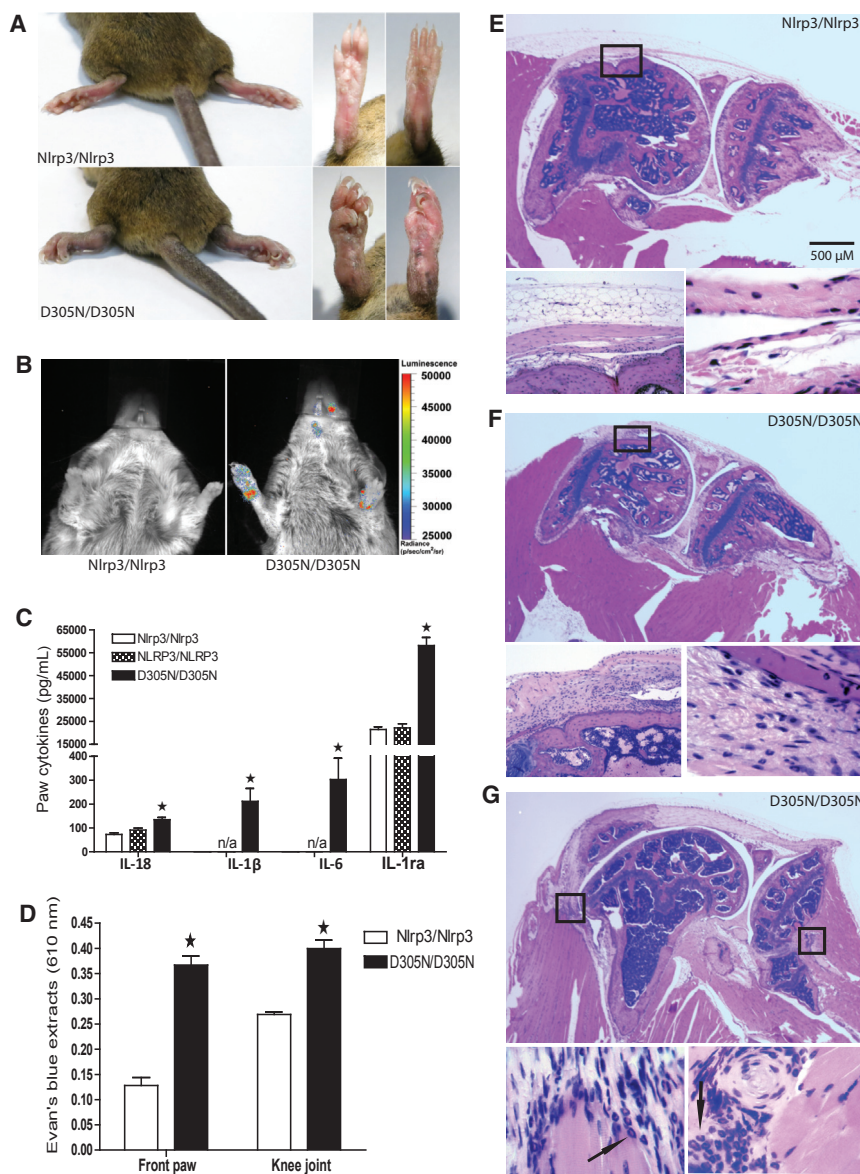 A
Nlrp3/Nlrp3
D305N/D305N
B
Luminescence
50000
45000
40000
35000
30000
25000
Radiance
(p/sec/cm²/sr)
Nlrp3/Nlrp3
D305N/D305N
C
Nlrp3/Nlrp3
NLRP3/NLRP3
D305N/D305N
Paw cytokines (pg/mL)
65000
55000
45000
35000
25000
15000
400
300
200
100
0
★
★
★
★
n/a
n/a
IL-18
IL-1β
IL-6
IL-1ra
D
Nlrp3/Nlrp3
D305N/D305N
Evan's blue extracts (610 nm)
0.45
0.40
0.35
0.30
0.25
0.20
0.15
0.10
0.05
0.00
★
★
Front paw
Knee joint
E
Nlrp3/Nlrp3
500 µM
F
D305N/D305N
G
D305N/D305N